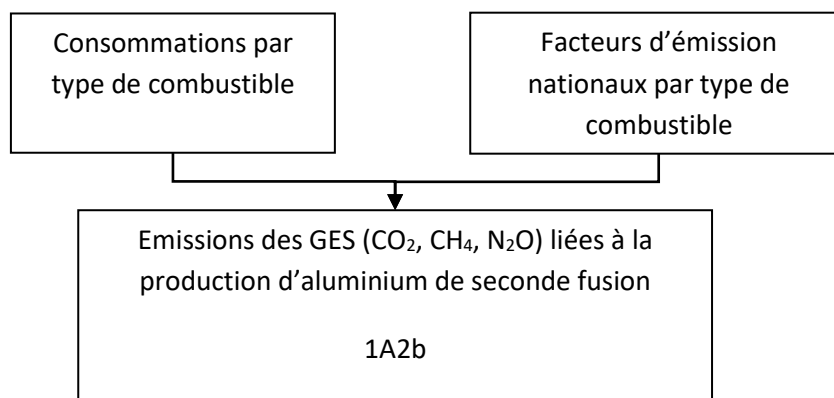 Consommations par
type de combustible
Facteurs d’émission
nationaux par type de
combustible
Emissions des GES (CO₂, CH₄, N₂O) liées à la
production d’aluminium de seconde fusion
1A2b